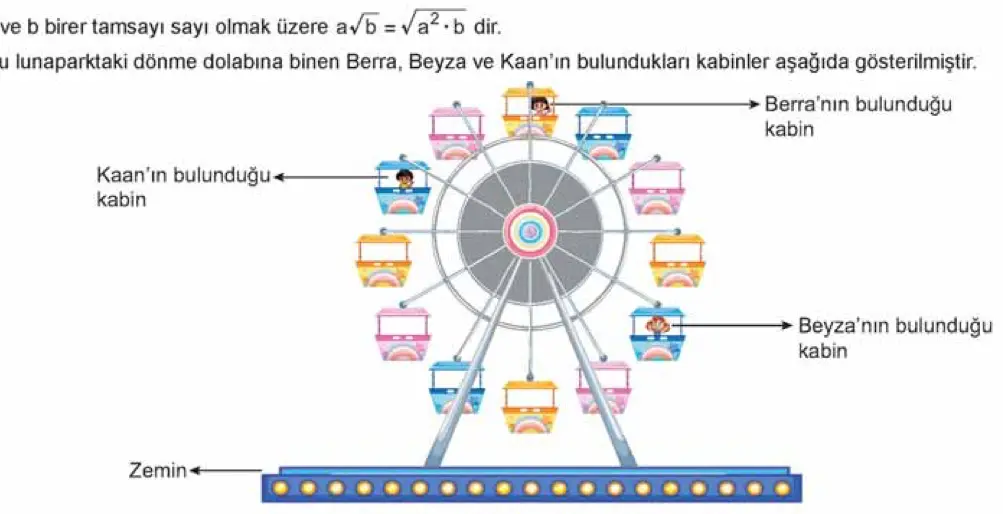 ve b birer tamsayı sayı olmak üzere a√b = √a²·b dir.
u lunaparktaki dönme dolabına binen Berra, Beyza ve Kaan'ın bulundukları kabinler aşağıda gösterilmiştir.
Berra'nın bulunduğu
kabin
Kaan'ın bulunduğu
kabin
Beyza'nın bulunduğu
kabin
Zemin